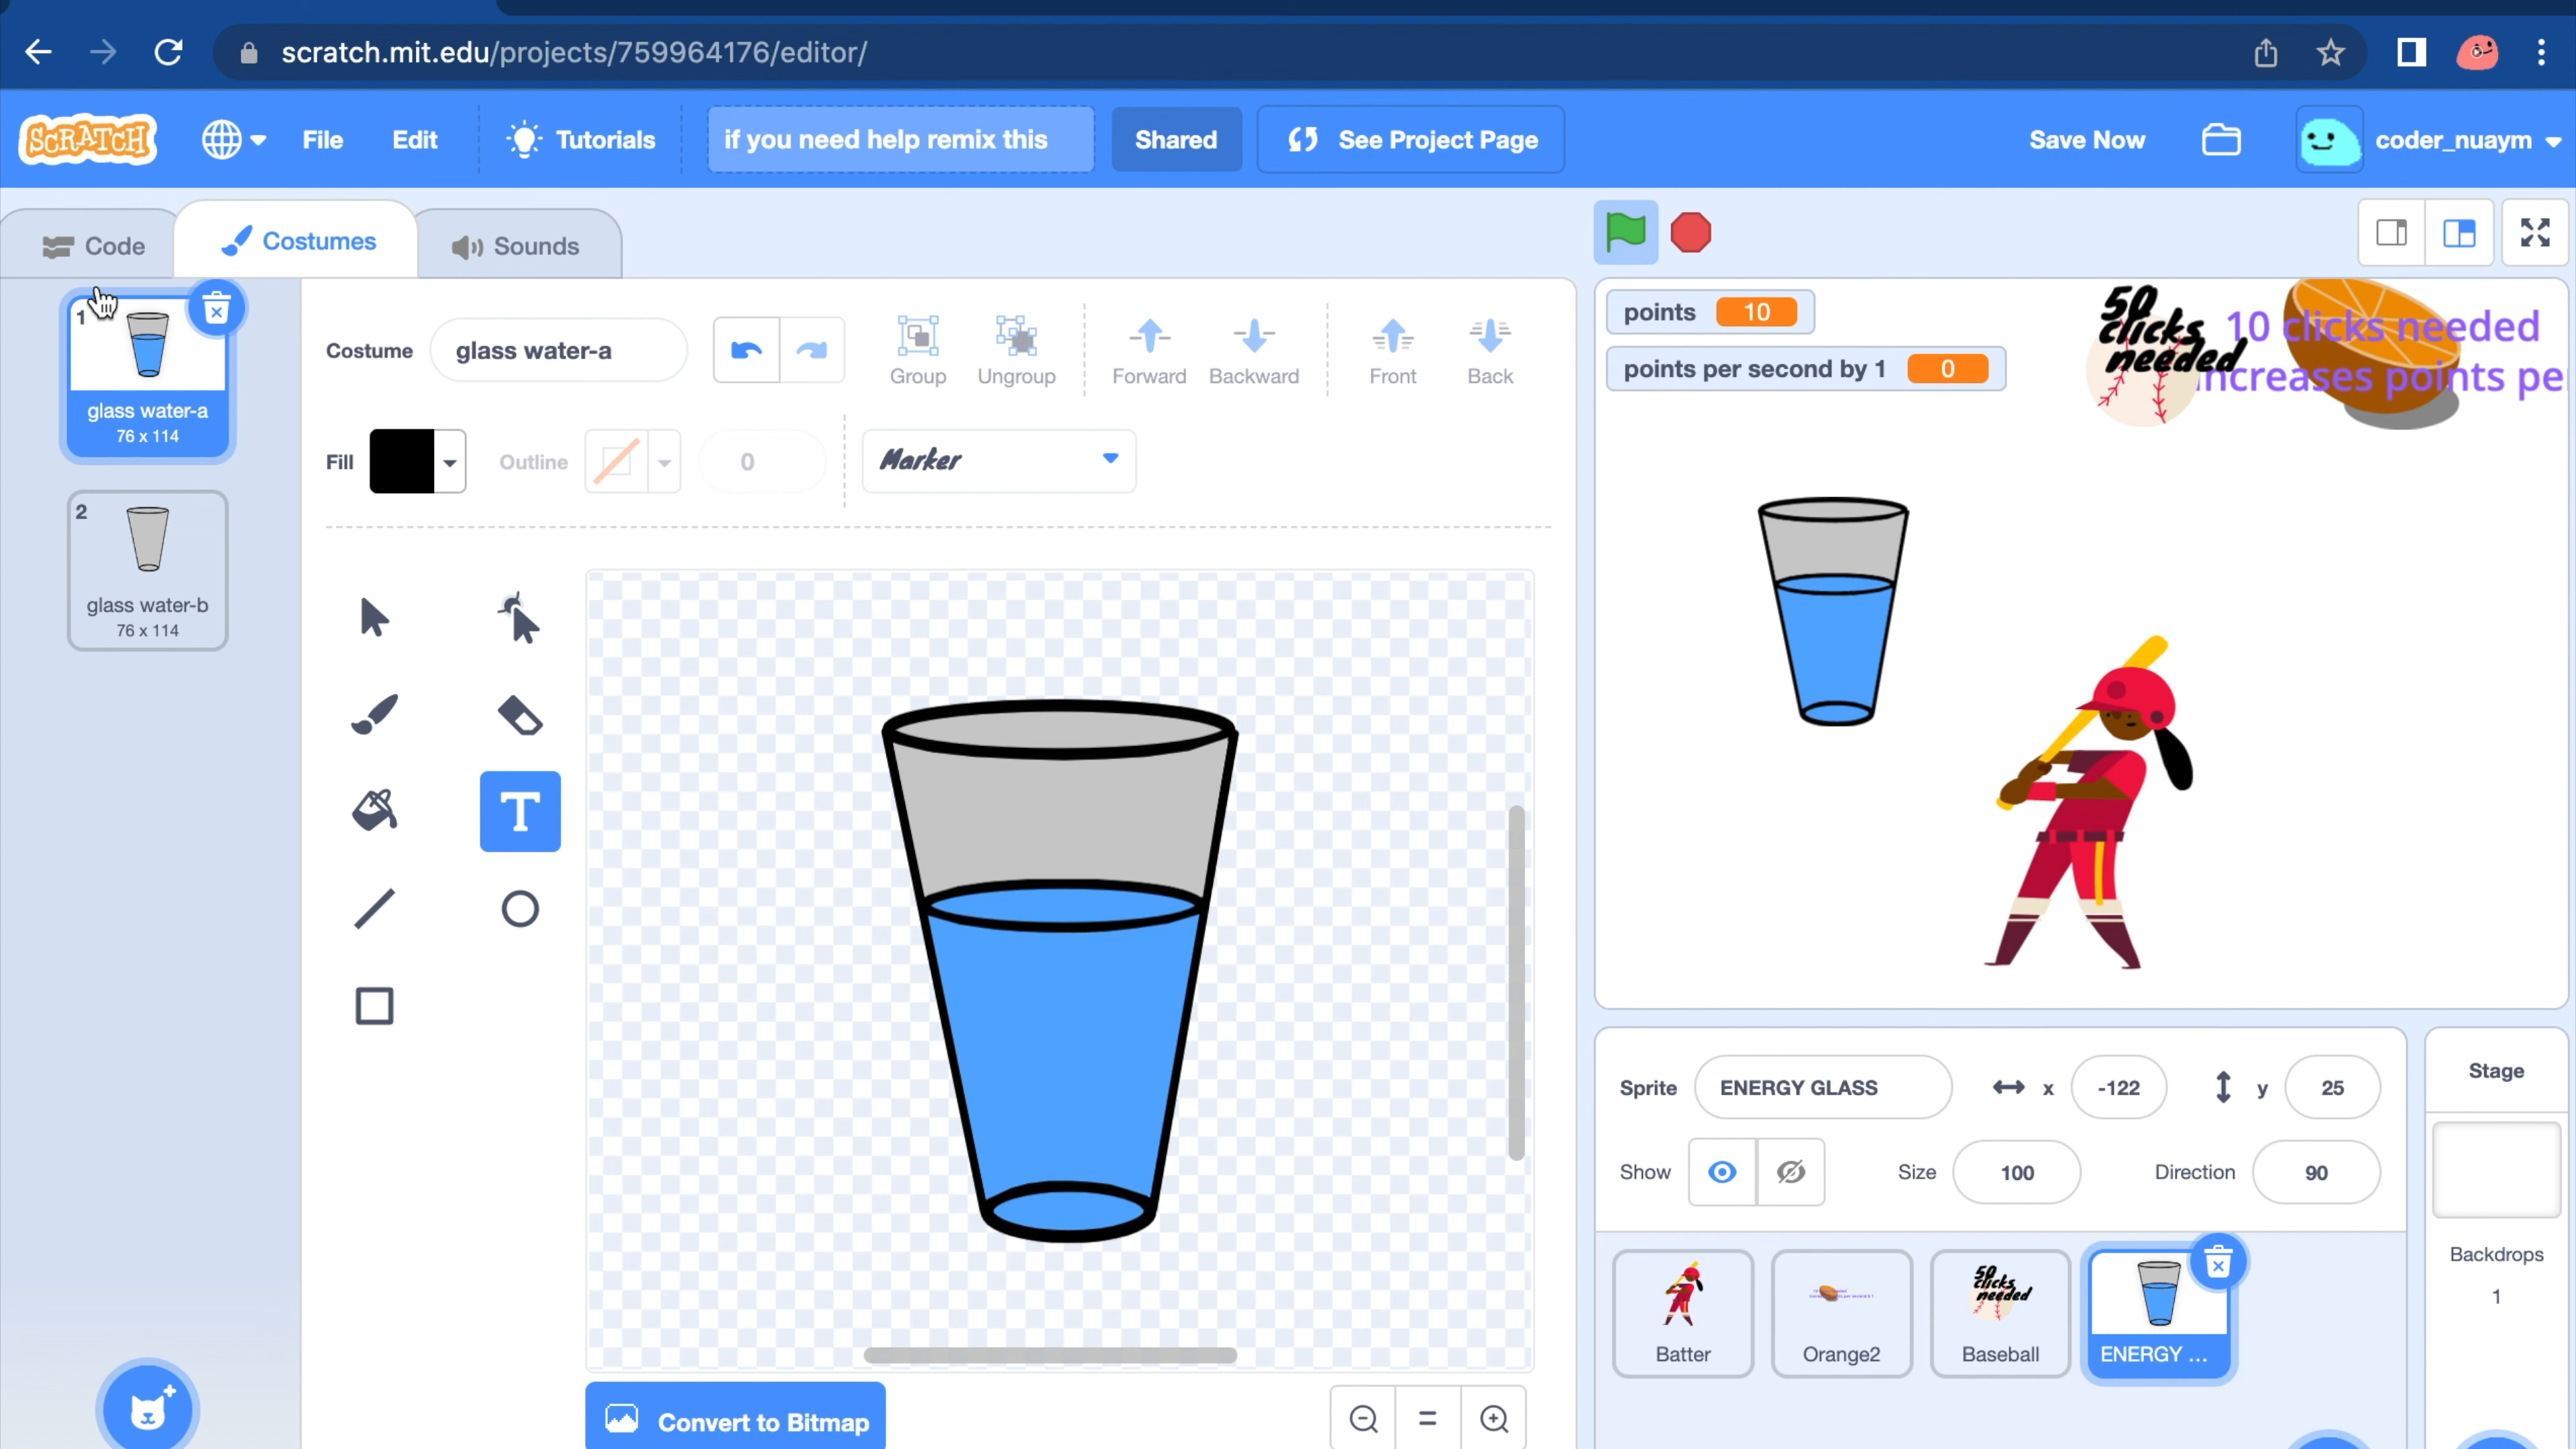 scratch.mit.edu/projects/759964176/editor/
SCRATCH File Edit Tutorials if you need help remix this Shared See Project Page Save Now coder_nuaym
Code Costumes Sounds
1
glass water-a
76 x 114
2
glass water-b
76 x 114
Costume glass water-a Group Ungroup Forward Backward Front Back
Fill Outline 0 Marker
T
Convert to Bitmap
points 10
points per second by 1 0
50
clicks
needed
10 clicks needed
increases points pe
Sprite ENERGY GLASS x -122 y 25
Show Size 100 Direction 90
Batter
Orange2
50
clicks
needed
Baseball
ENERGY ...
Stage
Backdrops
1